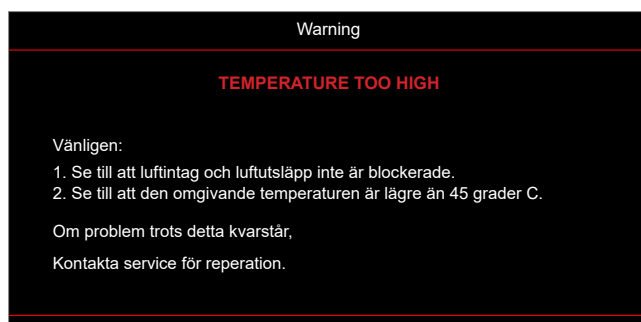 Warning
TEMPERATURE TOO HIGH
Vänligen:
1. Se till att luftintag och luftutsläpp inte är blockerade.
2. Se till att den omgivande temperaturen är lägre än 45 grader C.
Om problem trots detta kvarstår,
Kontakta service för reperation.